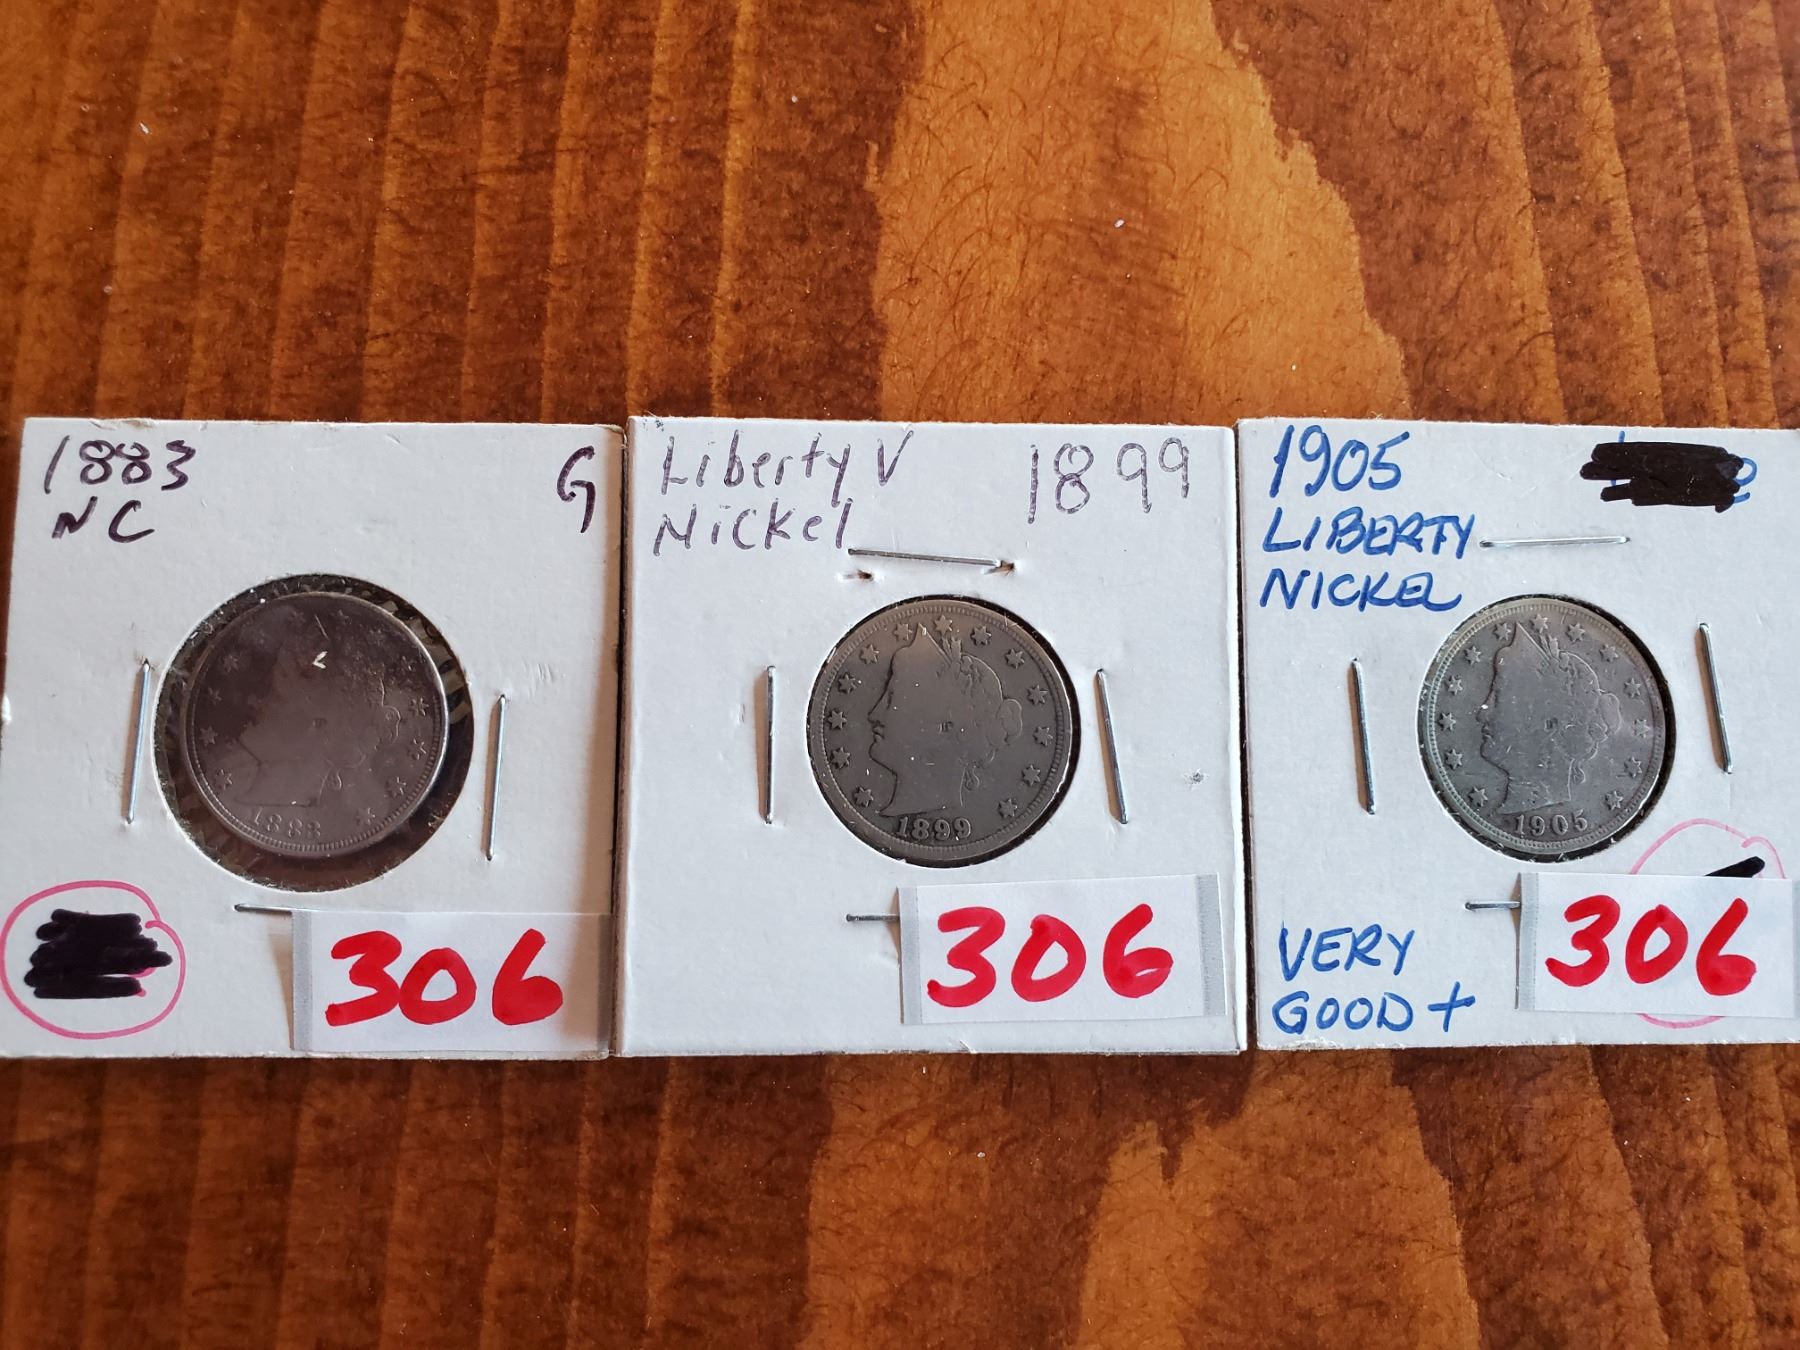 1883
NC
G
1883
306
Liberty V
Nickel
1899
1899
306
1905
LIBERTY
NICKEL
1905
VERY
GOOD +
306